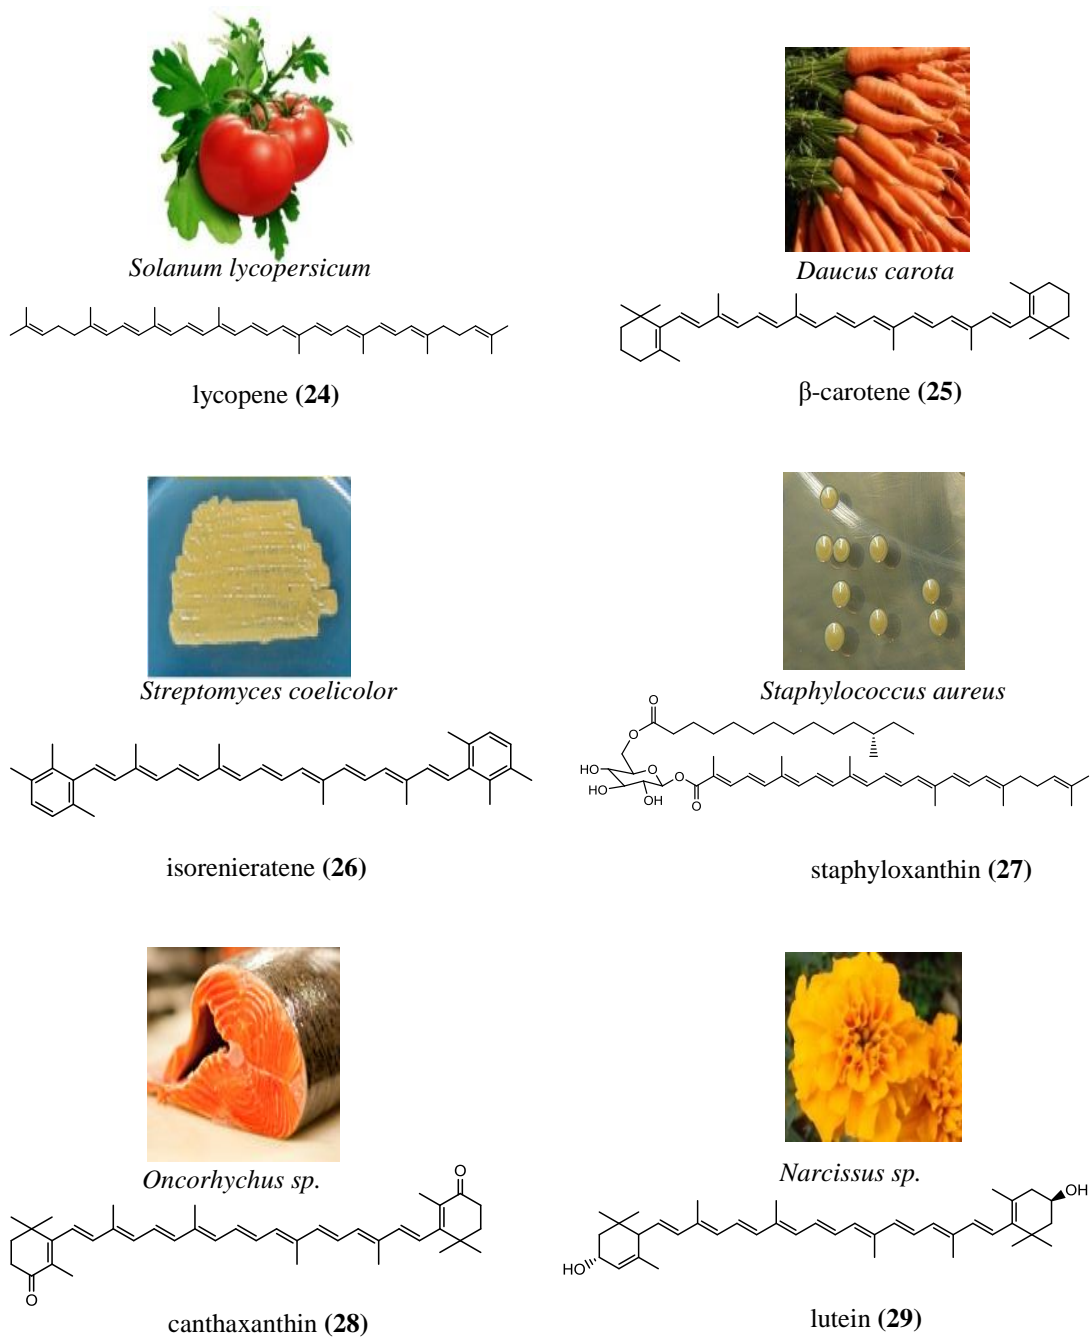 Solanum lycopersicum
Daucus carota
lycopene (24)
β-carotene (25)
Streptomyces coelicolor
Staphylococcus aureus
O
O
HO
O
O
HO
OH
O
isorenieratene (26)
staphyloxanthin (27)
Oncorhychus sp.
Narcissus sp.
O
OH
HO
O
canthaxanthin (28)
lutein (29)